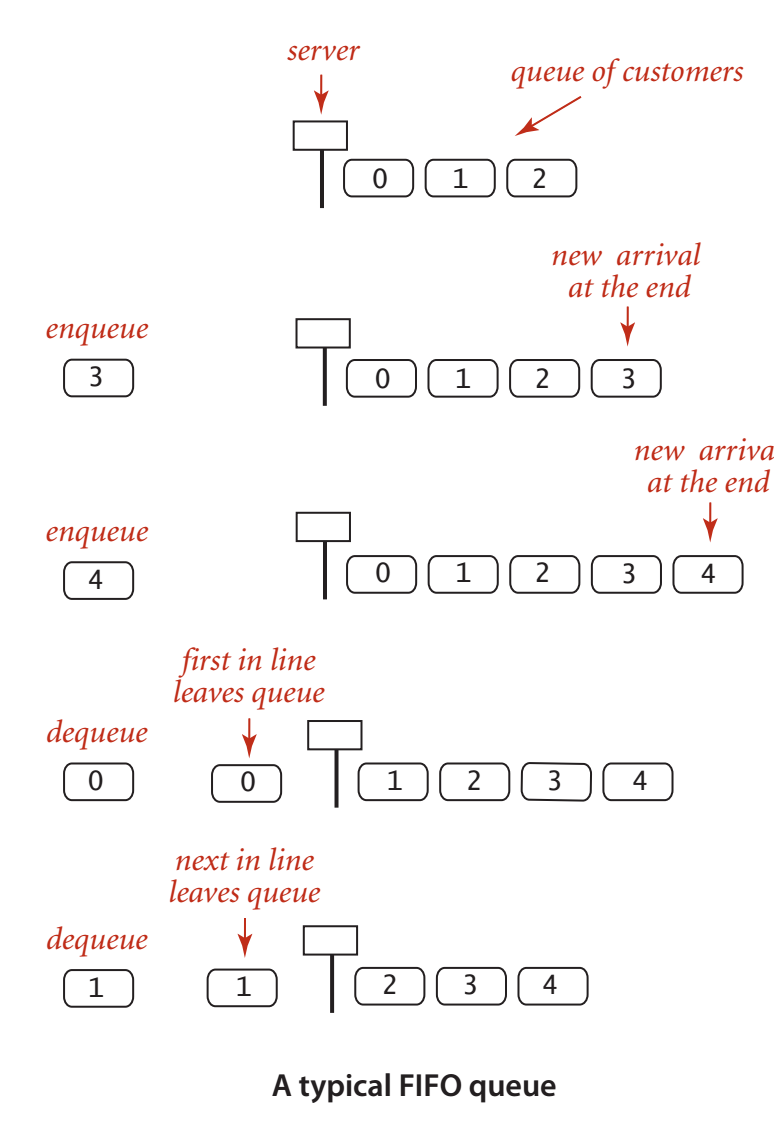 server
queue of customers
0 1 2
new arrival
at the end
enqueue
3
0 1 2 3
new arriva
at the end
enqueue
4
0 1 2 3 4
first in line
leaves queue
dequeue
0
0
1 2 3 4
next in line
leaves queue
dequeue
1
1
2 3 4
A typical FIFO queue